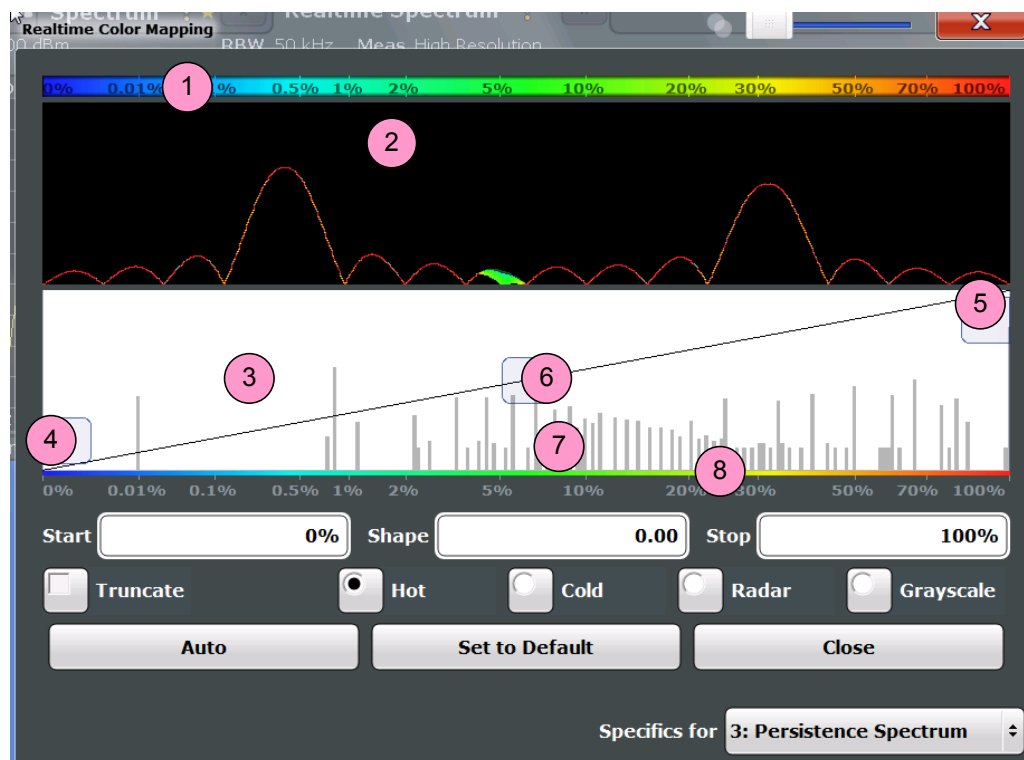 Spectrum Realtime Spectrum
Realtime Color Mapping
00 dBm RBW 50 kHz Meas High Resolution
X
0% 0.01% % 0.5% 1% 2% 5% 10% 20% 30% 50% 70% 100%
1
2
3
4
5
6
7
8
0% 0.01% 0.1% 0.5% 1% 2% 5% 10% 20% 30% 50% 70% 100%
Start 0% Shape 0.00 Stop 100%
Truncate Hot Cold Radar Grayscale
Auto Set to Default Close
Specifics for 3: Persistence Spectrum